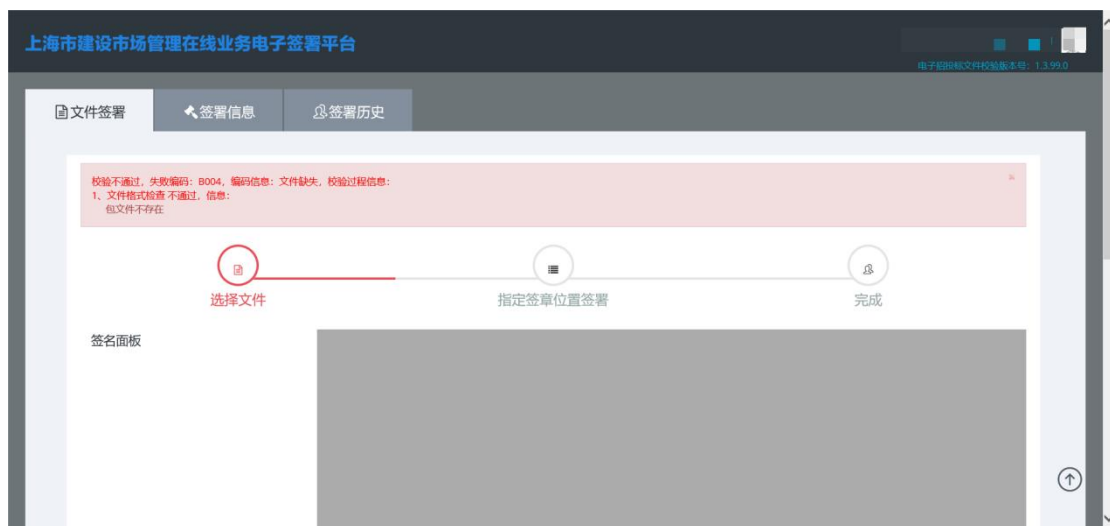 上海市建设市场管理在线业务电子签署平台
电子招投标文件校验版本号：1.3.99.0
文件签署
签署信息
签署历史
校验不通过，失败编码：B004，编码信息：文件缺失，校验过程信息：
1、文件格式检查 不通过，信息：
包文件不存在
选择文件
指定签章位置签署
完成
签名面板